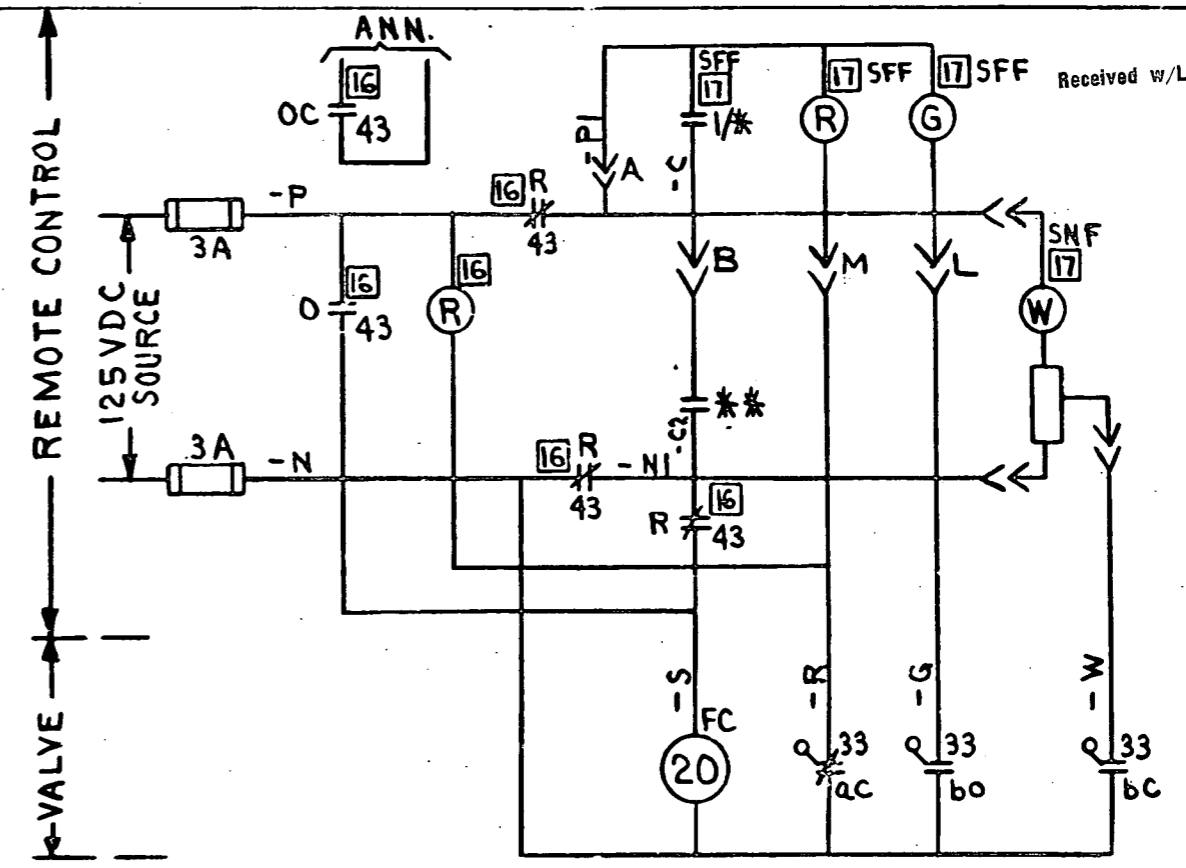 ANN.
16
OC
43
SFF
17
1/*
17 SFF
17 SFF
Received w/L
R
G
-P1
A
-C
16 R
-P
3A
43
B
M
L
SNF
17
W
16
O
43
16
R
**
-C2
REMOTE CONTROL
125VDC
SOURCE
3A
-N
16 R
-N1
43
16
R
43
VALVE
-S
FC
20
-R
33
ac
-G
33
bo
-W
33
bc